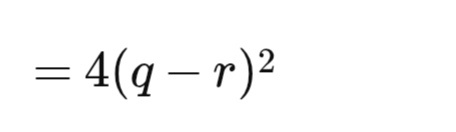 = 4(q − r)²